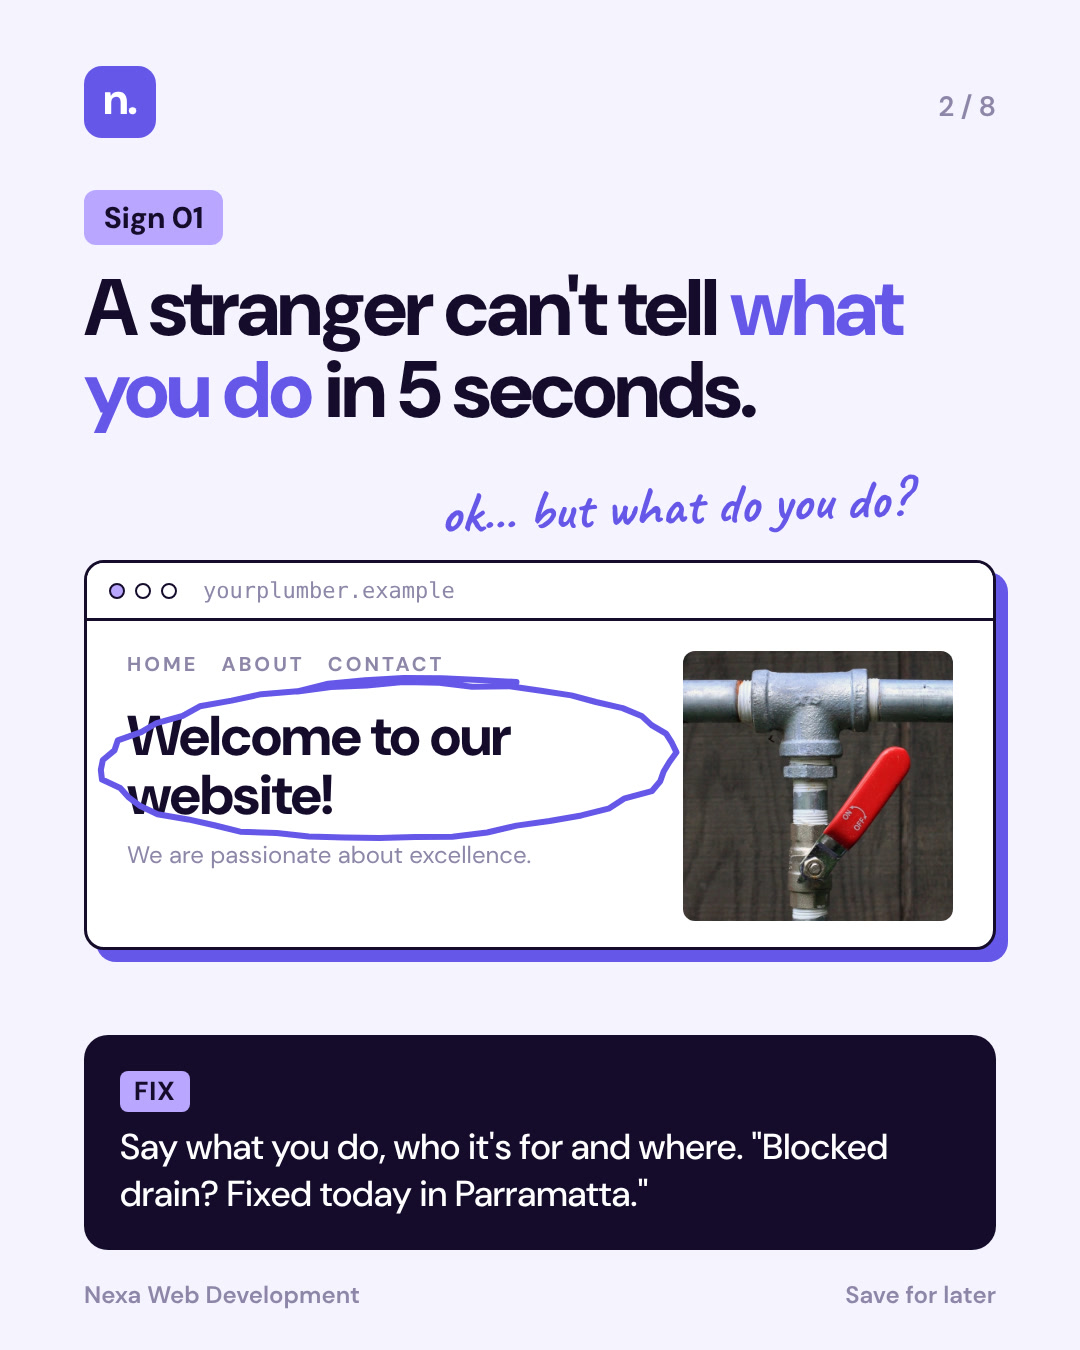 n.
2 / 8
Sign 01
A stranger can't tell what
you do in 5 seconds.
ok... but what do you do?
yourplumber.example
HOME ABOUT CONTACT
Welcome to our
website!
We are passionate about excellence.
ON
OFF
FIX
Say what you do, who it's for and where. "Blocked
drain? Fixed today in Parramatta."
Nexa Web Development
Save for later